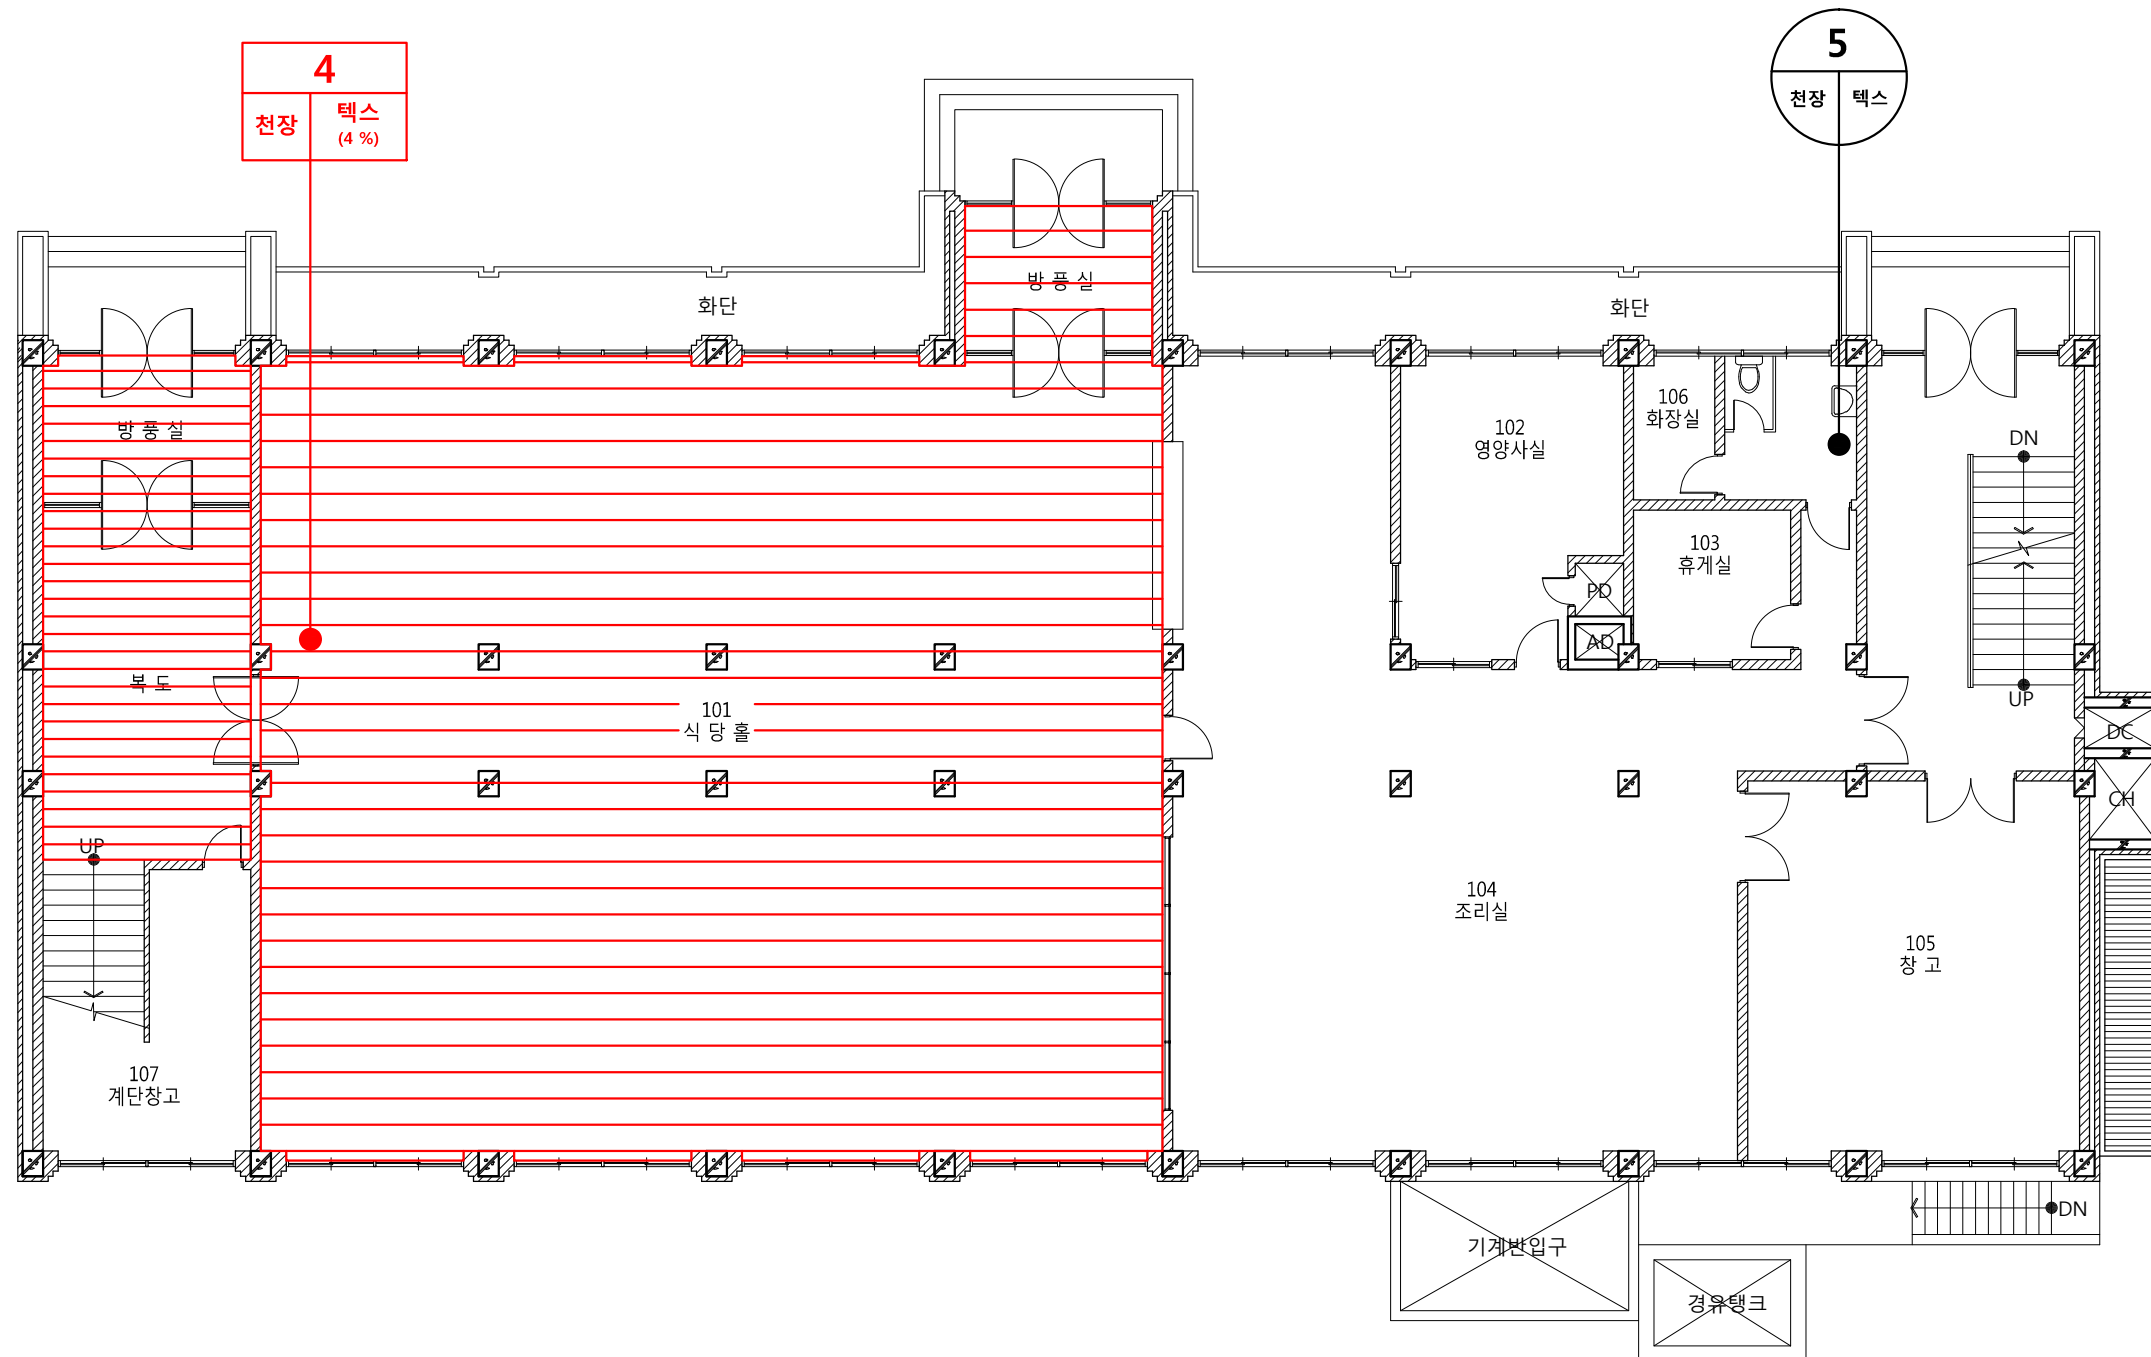 4
천장
텍스
(4 %)
5
천장
텍스
방 풍 실
화단
화단
106
화장실
102
영양사실
방 풍 실
DN
103
휴게실
PD
AD
복 도
UP
101
식 당 홀
DC
CH
UP
104
조리실
105
창 고
107
계단창고
DN
기계반입구
경유탱크